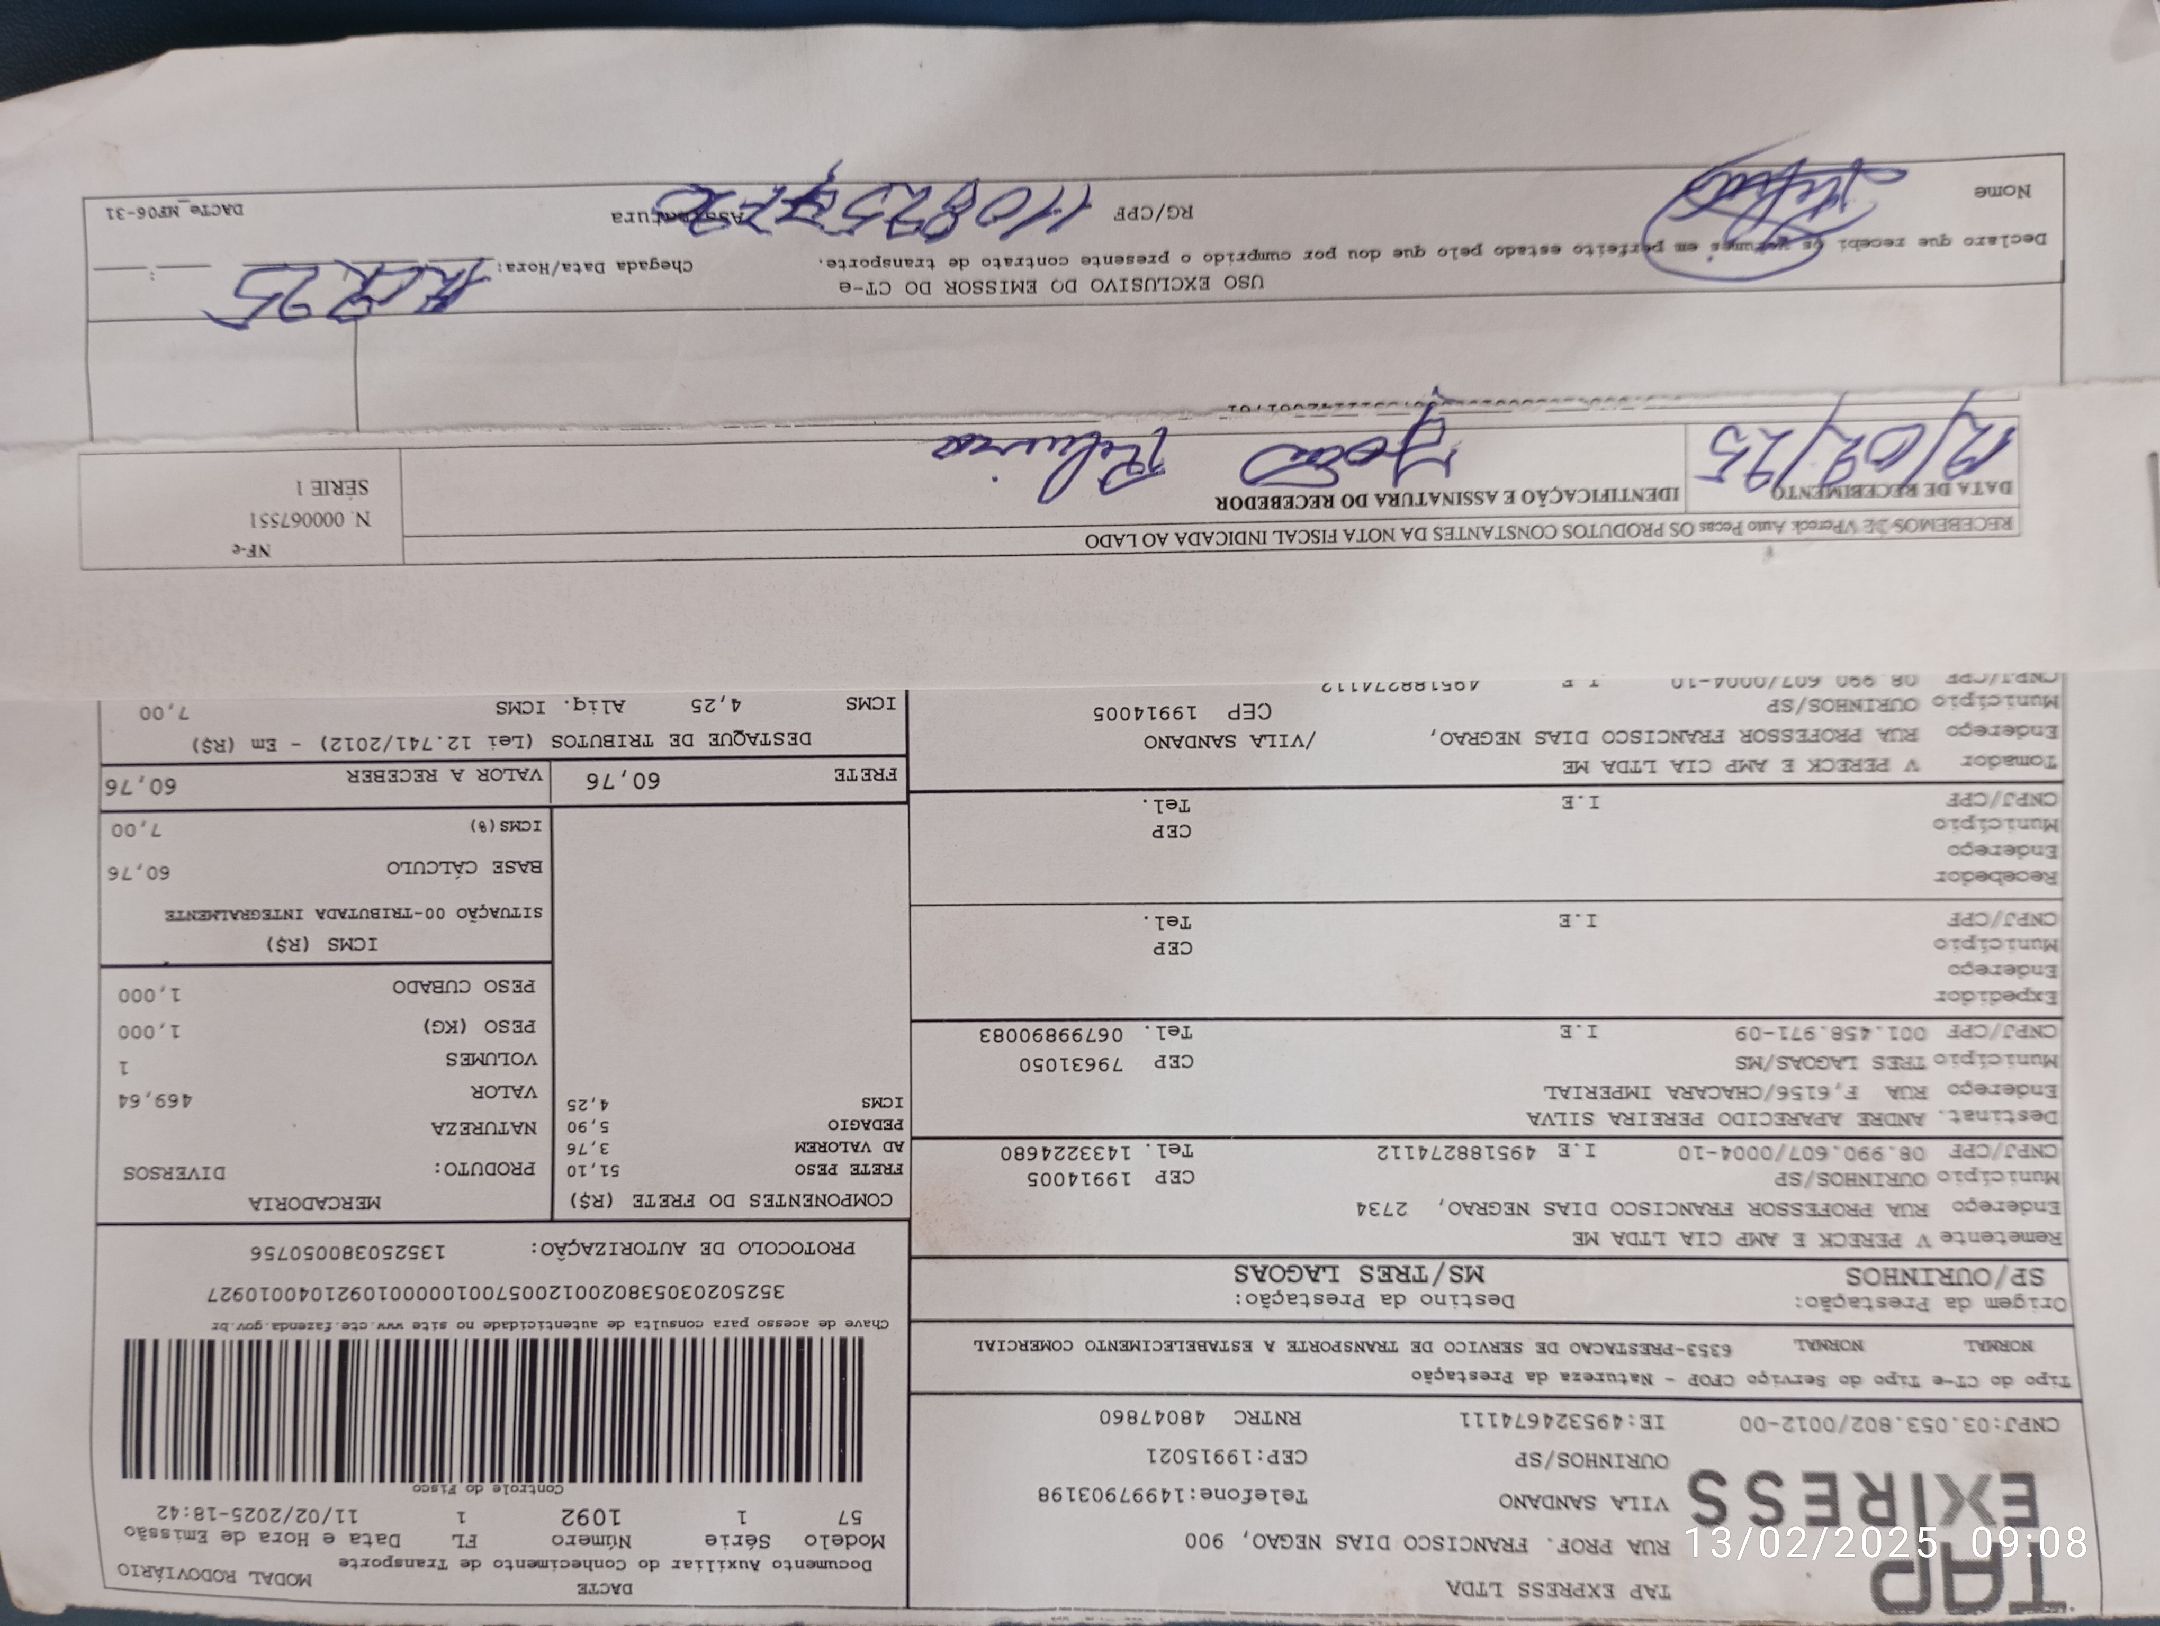 TAP
EXIRESS
TAP EXPRESS LTDA
RUA PROF. FRANCISCO DIAS NEGAO, 900
VILA SANDANO Telefone:14997903198
OURINHOS/SP CEP:19915021
CNPJ:03.053.802/0012-00 IE:495324674111 RNTRC 48047860
DACTE MODAL RODOVIÁRIO
Documento Auxiliar do Conhecimento de Transporte
Modelo Série Número FL Data e Hora de Emissão
57 1 1092 1 11/02/2025-18:42
Controle do Fisco
Chave de acesso para consulta de autenticidade no site www.cte.fazenda.gov.br
35250203053802001200570010000010921040010927
PROTOCOLO DE AUTORIZAÇÃO: 135250380050756
Tipo do CT-e Tipo do Serviço CFOP - Natureza da Prestação
NORMAL NORMAL 6353-PRESTACAO DE SERVICO DE TRANSPORTE A ESTABELECIMENTO COMERCIAL
Origem da Prestação: Destino da Prestação:
SP/OURINHOS MS/TRES LAGOAS
Remetente V PERECK E AMP CIA LTDA ME
Endereço RUA PROFESSOR FRANCISCO DIAS NEGRAO, 2734
Município OURINHOS/SP CEP 19914005
CNPJ/CPF 08.990.607/0004-10 I.E 495188274112 Tel. 1433224680
Destinat. ANDRE APARECIDO PEREIRA SILVA
Endereço RUA F,6156/CHACARA IMPERIAL
Município TRES LAGOAS/MS CEP 79631050
CNPJ/CPF 001.458.971-09 I.E Tel. 06799890083
Expedidor
Endereço
Município CEP
CNPJ/CPF I.E Tel.
Recebedor
Endereço
Município CEP
CNPJ/CPF I.E Tel.
Tomador V PERECK E AMP CIA LTDA ME
Endereço RUA PROFESSOR FRANCISCO DIAS NEGRAO, /VILA SANDANO
Município OURINHOS/SP CEP 19914005
CNPJ/CPF 08.990.607/0004-10 I.E 495188274112
COMPONENTES DO FRETE (R$)
FRETE PESO 51,10
AD VALOREM 3,76
PEDAGIO 5,90
ICMS 4,25
MERCADORIA
PRODUTO: DIVERSOS
NATUREZA
VALOR 469,64
VOLUMES 1
PESO (KG) 1,000
PESO CUBADO 1,000
ICMS (R$)
SITUAÇÃO 00-TRIBUTADA INTEGRALMENTE
BASE CÁLCULO 60,76
ICMS(%) 7,00
FRETE 60,76 VALOR A RECEBER 60,76
DESTAQUE DE TRIBUTOS (Lei 12.741/2012) - Em (R$)
ICMS 4,25 Aliq. ICMS 7,00
RECEBEMOS DE VPereck Auto Pecas OS PRODUTOS CONSTANTES DA NOTA FISCAL INDICADA AO LADO
DATA DE RECEBIMENTO IDENTIFICAÇÃO E ASSINATURA DO RECEBEDOR
12/02/25 João
NF-e
N. 000067551
SÉRIE 1
USO EXCLUSIVO DO EMISSOR DO CT-e
Declaro que recebi os volumes em perfeito estado pelo que dou por cumprido o presente contrato de transporte.
Chegada Data/Hora:
Nome RG/CPF Assinatura
DACTe_MF06-31
13/02/2025 09:08